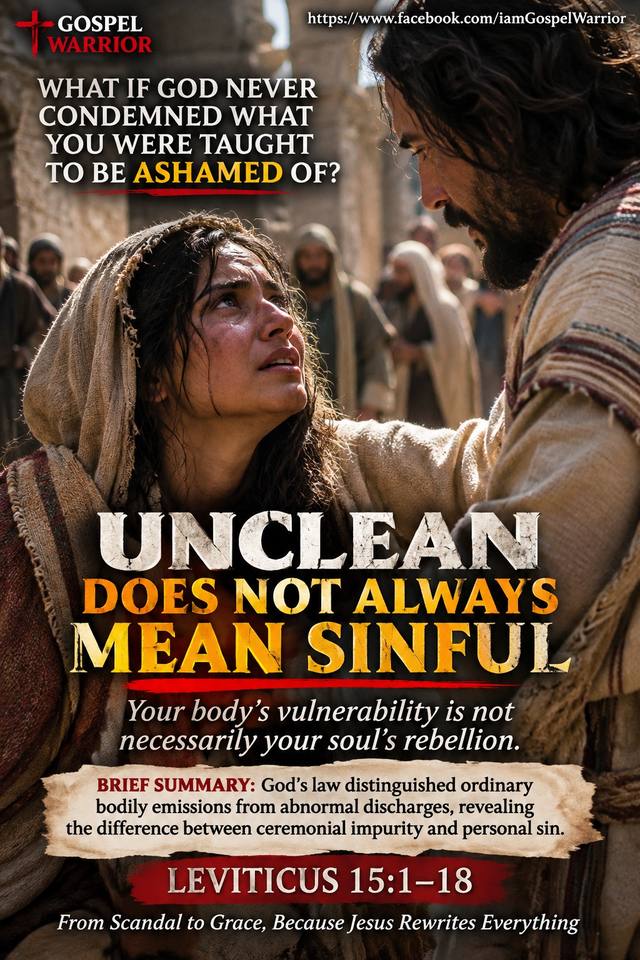 GOSPEL
WARRIOR
https://www.facebook.com/iamGospelWarrior
WHAT IF GOD NEVER
CONDEMNED WHAT
YOU WERE TAUGHT
TO BE ASHAMED OF?
UNCLEAN
DOES NOT ALWAYS
MEAN SINFUL
Your body's vulnerability is not
necessarily your soul's rebellion.
BRIEF SUMMARY: God's law distinguished ordinary
bodily emissions from abnormal discharges, revealing
the difference between ceremonial impurity and personal sin.
LEVITICUS 15:1–18
From Scandal to Grace, Because Jesus Rewrites Everything